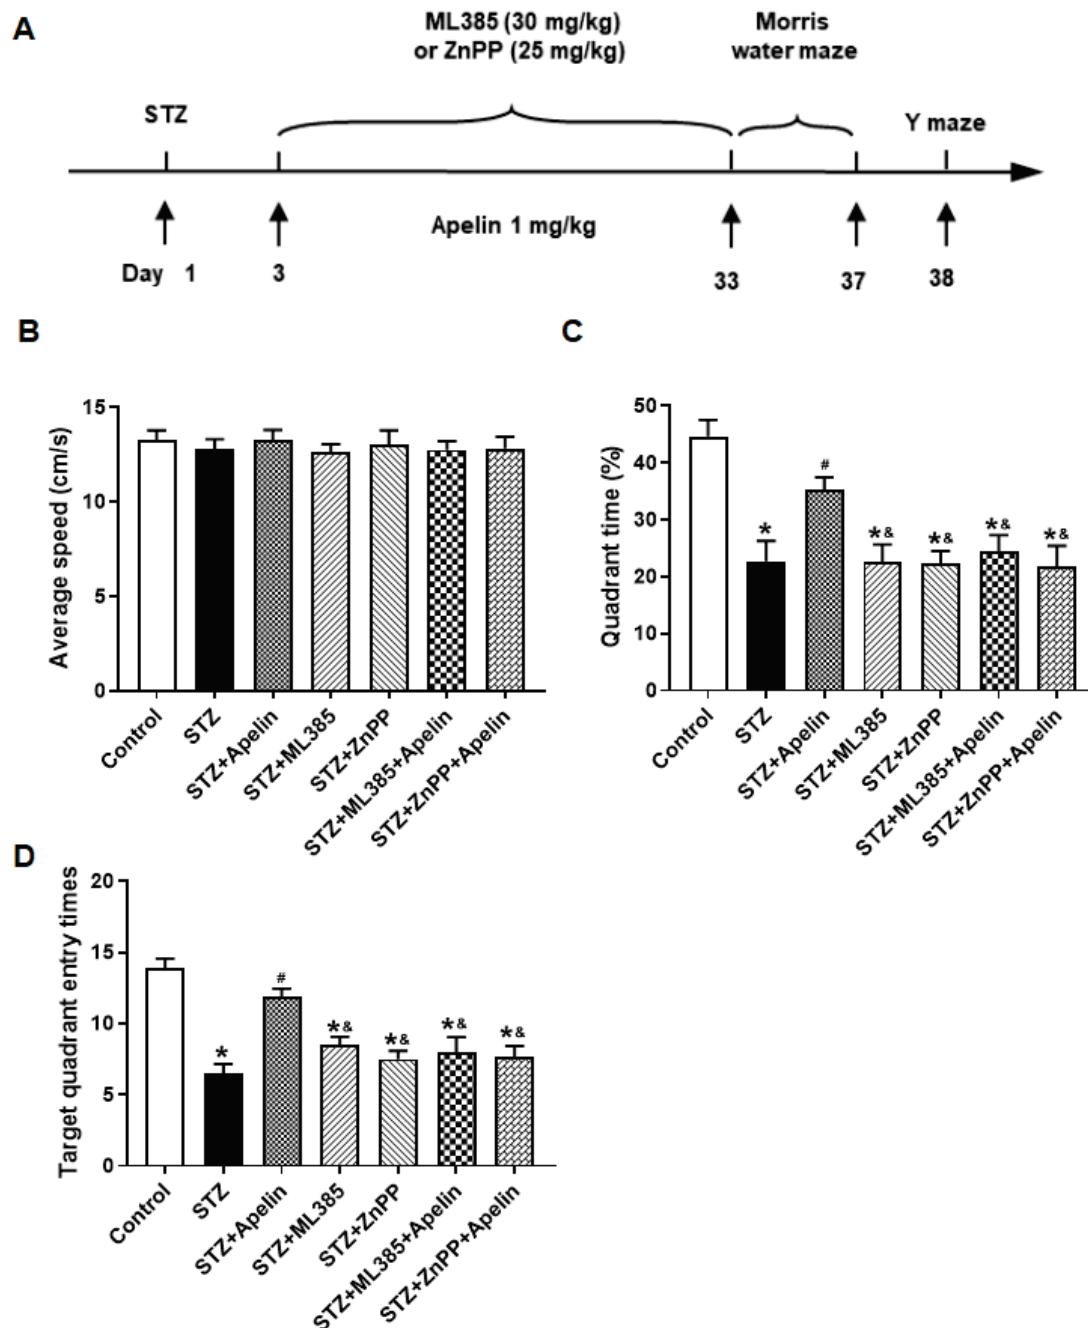 A
ML385 (30 mg/kg)
or ZnPP (25 mg/kg)
Morris
water maze
STZ
Y maze
Apelin 1 mg/kg
Day 1
3
33
37
38
B
Average speed (cm/s)
15
10
5
0
Control
STZ
STZ+Apelin
STZ+ML385
STZ+ZnPP
STZ+ML385+Apelin
STZ+ZnPP+Apelin
C
Quadrant time (%)
50
40
30
20
10
0
*
#
*&
*&
*&
*&
Control
STZ
STZ+Apelin
STZ+ML385
STZ+ZnPP
STZ+ML385+Apelin
STZ+ZnPP+Apelin
D
Target quadrant entry times
20
15
10
5
0
*
#
*&
*&
*&
*&
Control
STZ
STZ+Apelin
STZ+ML385
STZ+ZnPP
STZ+ML385+Apelin
STZ+ZnPP+Apelin